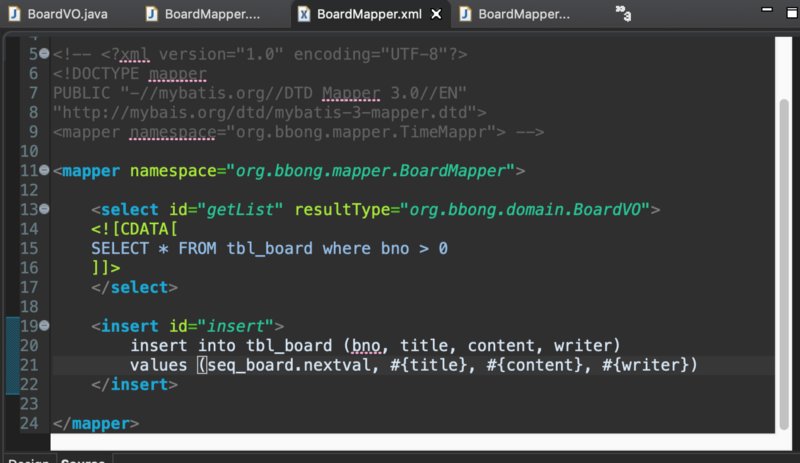 BoardVO.java BoardMapper.... BoardMapper.xml BoardMapper... 3
5 <!-- <?xml version="1.0" encoding="UTF-8"?>
6 <!DOCTYPE mapper
7 PUBLIC "-//mybatis.org//DTD Mapper 3.0//EN"
8 "http://mybais.org/dtd/mybatis-3-mapper.dtd">
9 <mapper namespace="org.bbong.mapper.TimeMappr"> -->
10
11 <mapper namespace="org.bbong.mapper.BoardMapper">
12
13 <select id="getList" resultType="org.bbong.domain.BoardVO">
14 <![CDATA[
15 SELECT * FROM tbl_board where bno > 0
16 ]]>
17 </select>
18
19 <insert id="insert">
20 insert into tbl_board (bno, title, content, writer)
21 values (seq_board.nextval, #{title}, #{content}, #{writer})
22 </insert>
23
24 </mapper>
Design Source